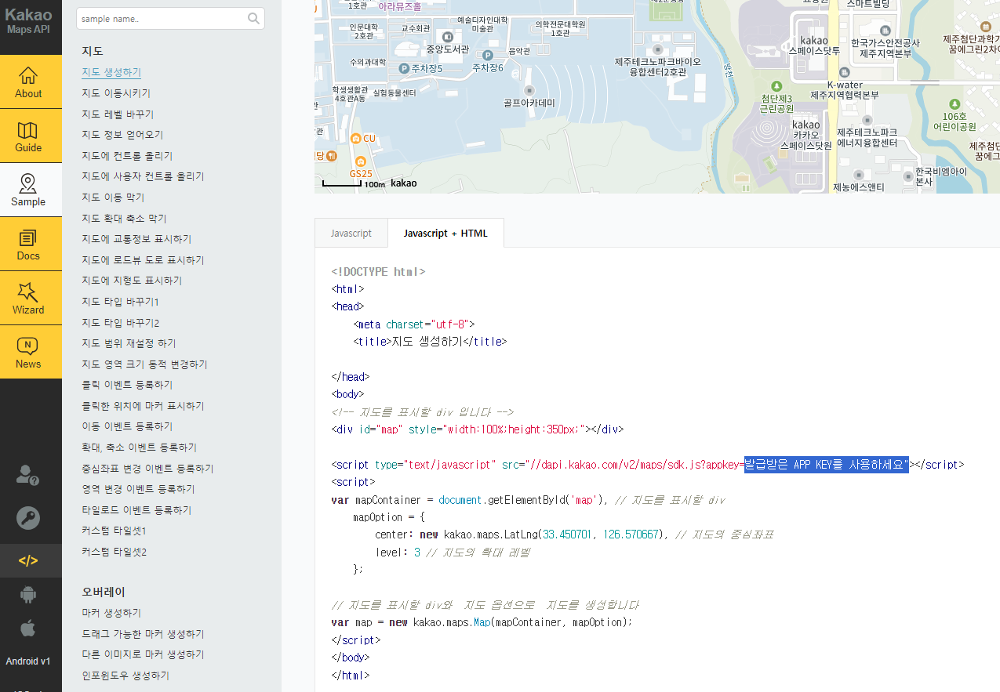 Kakao
Maps API
About
Guide
Sample
Docs
Wizard
N
News
</>
Android v1
sample name..
지도
지도 생성하기
지도 이동시키기
지도 레벨 바꾸기
지도 정보 얻어오기
지도에 컨트롤 올리기
지도에 사용자 컨트롤 올리기
지도 이동 막기
지도 확대 축소 막기
지도에 교통정보 표시하기
지도에 로드뷰 도로 표시하기
지도에 지형도 표시하기
지도 타입 바꾸기1
지도 타입 바꾸기2
지도 범위 재설정 하기
지도 영역 크기 동적 변경하기
클릭 이벤트 등록하기
클릭한 위치에 마커 표시하기
이동 이벤트 등록하기
확대, 축소 이벤트 등록하기
중심좌표 변경 이벤트 등록하기
영역 변경 이벤트 등록하기
타일로드 이벤트 등록하기
커스텀 타일셋1
커스텀 타일셋2
오버레이
마커 생성하기
드래그 가능한 마커 생성하기
다른 이미지로 마커 생성하기
인포윈도우 생성하기
1호관
아라뮤즈홀
인문대학
2호관
교수회관
예술디자인대학
미술관
의학전문대학원
1호관
제2운동장
스마트빌딩
중앙도서관
음악관
수의과대학
P 주차장5
P
주차장6
제주테크노파크바이오
융합센터2호관
kakao
스페이스닷투
한국가스안전공사
제주지역본부
제주첨단과학기
꿈에그린2차아
학생생활관
4호관A동
실험동물센터
골프아카데미
방천
첨단제3
근린공원
K-water
제주지역협력본부
106호
어린이공원
관
CU
당
GS25
kakao
카카오
스페이스닷원
제주테크노파크
에너지융합센터
제주첨단
꿈에그
한국비엠아이
본사
제농에스앤티
100m kakao
Javascript
Javascript + HTML
<!DOCTYPE html>
<html>
<head>
<meta charset="utf-8">
<title>지도 생성하기</title>
</head>
<body>
<!-- 지도를 표시할 div 입니다 -->
<div id="map" style="width:100%;height:350px;"></div>
<script type="text/javascript" src="//dapi.kakao.com/v2/maps/sdk.js?appkey=발급받은 APP KEY를 사용하세요"></script>
<script>
var mapContainer = document.getElementById('map'), // 지도를 표시할 div
mapOption = {
center: new kakao.maps.LatLng(33.450701, 126.570667), // 지도의 중심좌표
level: 3 // 지도의 확대 레벨
};
// 지도를 표시할 div와  지도 옵션으로  지도를 생성합니다
var map = new kakao.maps.Map(mapContainer, mapOption);
</script>
</body>
</html>